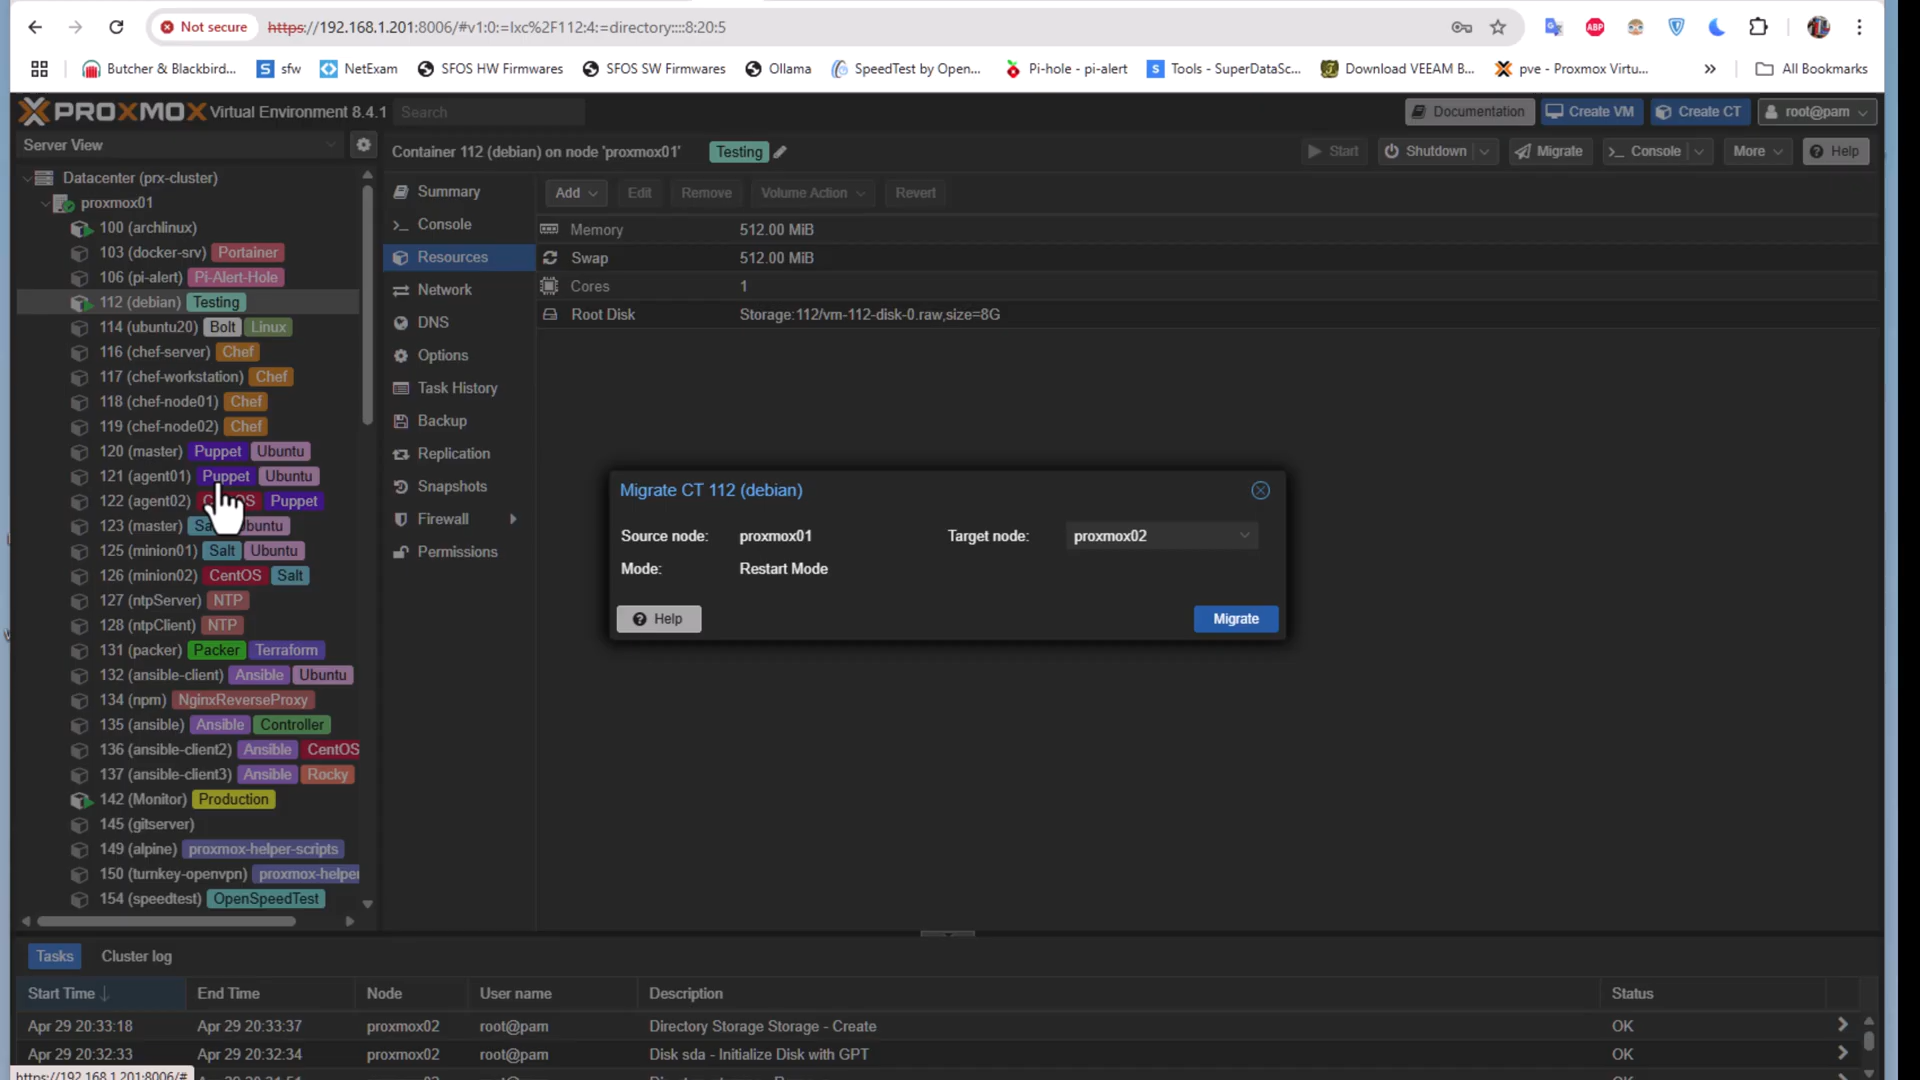 Not secure https://192.168.1.201:8006/#v1:0:=lxc%2F112:4:=directory::::8:20:5
Butcher & Blackbird... sfw NetExam SFOS HW Firmwares SFOS SW Firmwares Ollama SpeedTest by Open... Pi-hole - pi-alert Tools - SuperDataSc... Download VEEAM B... pve - Proxmox Virtu... » All Bookmarks
PROXMOX Virtual Environment 8.4.1 Search Documentation Create VM Create CT root@pam
Server View
Container 112 (debian) on node 'proxmox01' Testing Start Shutdown Migrate Console More Help
Datacenter (prx-cluster)
proxmox01
100 (archlinux)
103 (docker-srv) Portainer
106 (pi-alert) Pi-Alert-Hole
112 (debian) Testing
114 (ubuntu20) Bolt Linux
116 (chef-server) Chef
117 (chef-workstation) Chef
118 (chef-node01) Chef
119 (chef-node02) Chef
120 (master) Puppet Ubuntu
121 (agent01) Puppet Ubuntu
122 (agent02) Puppet
123 (master)
125 (minion01) Salt Ubuntu
126 (minion02) CentOS Salt
127 (ntpServer) NTP
128 (ntpClient) NTP
131 (packer) Packer Terraform
132 (ansible-client) Ansible Ubuntu
134 (npm) NginxReverseProxy
135 (ansible) Ansible Controller
136 (ansible-client2) Ansible CentOS
137 (ansible-client3) Ansible Rocky
142 (Monitor) Production
145 (gitserver)
149 (alpine) proxmox-helper-scripts
150 (turnkey-openvpn) proxmox-helper
154 (speedtest) OpenSpeedTest
Summary
Console
Resources
Network
DNS
Options
Task History
Backup
Replication
Snapshots
Firewall
Permissions
Add Edit Remove Volume Action Revert
Memory 512.00 MiB
Swap 512.00 MiB
Cores 1
Root Disk Storage:112/vm-112-disk-0.raw,size=8G
Migrate CT 112 (debian)
Source node: proxmox01 Target node: proxmox02
Mode: Restart Mode
Help Migrate
Tasks Cluster log
Start Time End Time Node User name Description Status
Apr 29 20:33:18 Apr 29 20:33:37 proxmox02 root@pam Directory Storage Storage - Create OK
Apr 29 20:32:33 Apr 29 20:32:34 proxmox02 root@pam Disk sda - Initialize Disk with GPT OK
https://192.168.1.201:8006/#